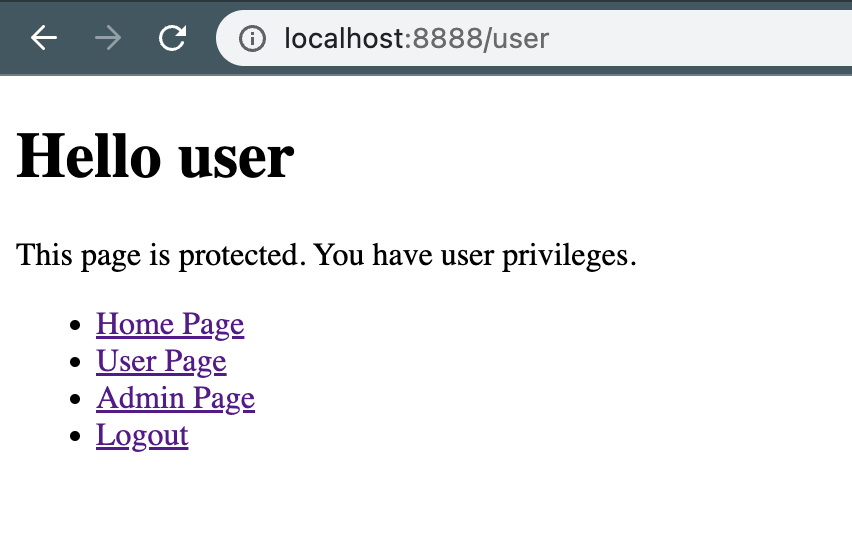 localhost:8888/user
Hello user
This page is protected. You have user privileges.
Home Page
User Page
Admin Page
Logout